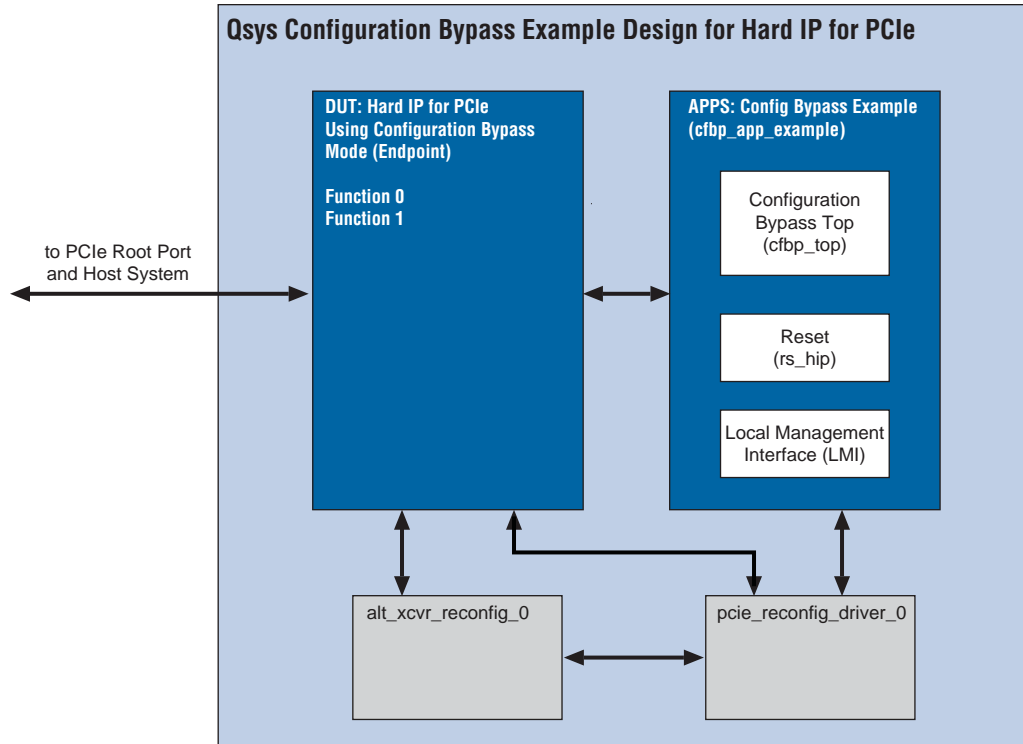 Qsys Configuration Bypass Example Design for Hard IP for PCIe
DUT: Hard IP for PCIe
Using Configuration Bypass
Mode (Endpoint)
Function 0
Function 1
APPS: Config Bypass Example
(cfbp_app_example)
Configuration
Bypass Top
(cfbp_top)
to PCIe Root Port
and Host System
Reset
(rs_hip)
Local Management
Interface (LMI)
alt_xcvr_reconfig_0
pcie_reconfig_driver_0